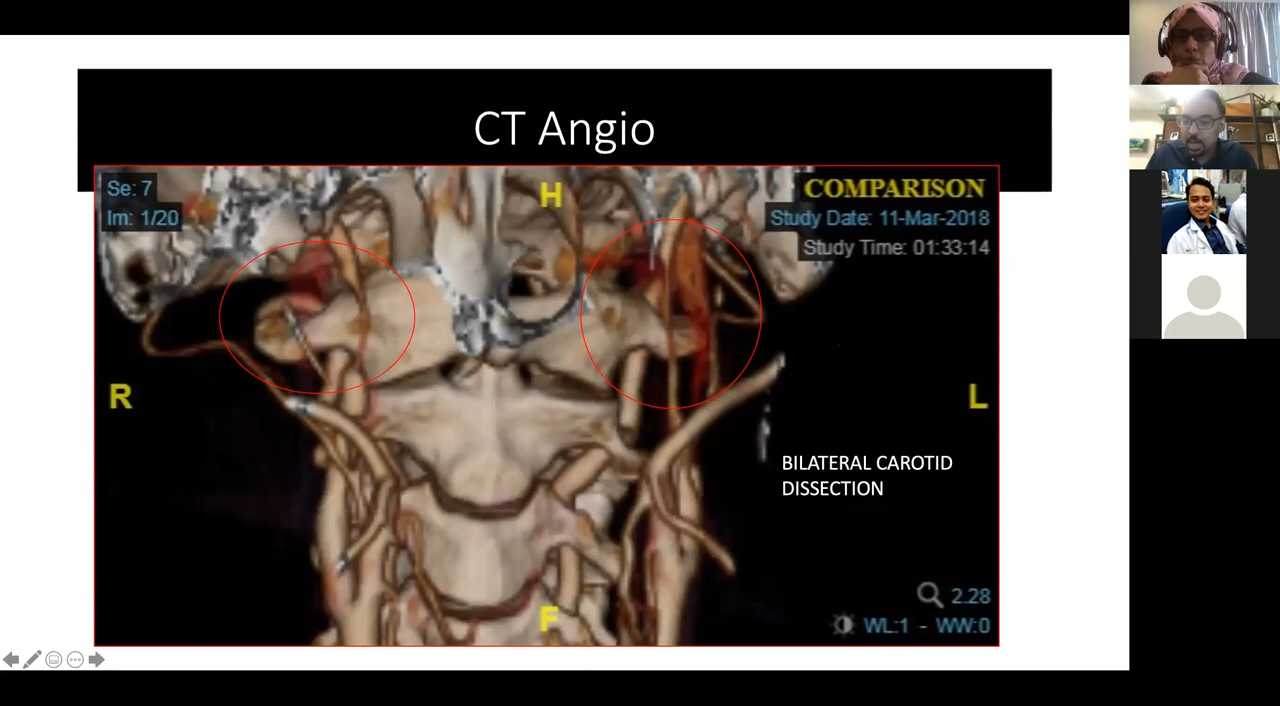 CT Angio
Se: 7
Im: 1/20
H
COMPARISON
Study Date: 11-Mar-2018
Study Time: 01:33:14
R
L
BILATERAL CAROTID
DISSECTION
F
2.28
WL:1 - WW:0